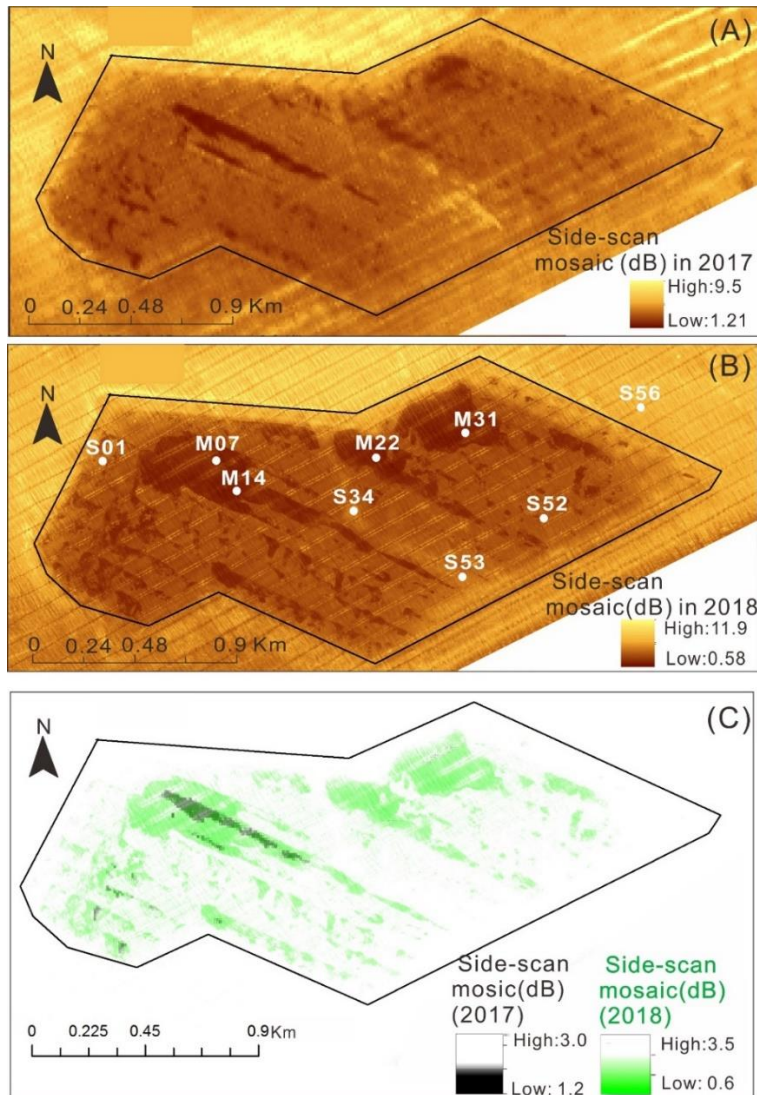 (A)
N
Side-scan
mosaic (dB) in 2017
High:9.5
Low:1.21
0 0.24 0.48 0.9 Km
(B)
N
S56
S01 M07 M22 M31
M14
S34 S52
S53
Side-scan
mosaic(dB) in 2018
High:11.9
Low:0.58
0 0.24 0.48 0.9 Km
(C)
N
Side-scan
mosic(dB)
(2017)
High:3.0
Low: 1.2
Side-scan
mosaic(dB)
(2018)
High:3.5
Low: 0.6
0 0.225 0.45 0.9Km